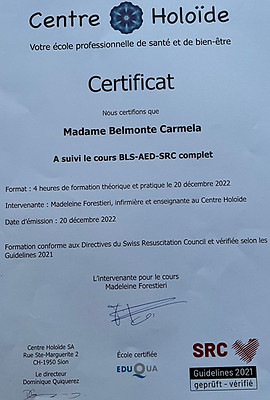 Centre Holoïde
Votre école professionnelle de santé et de bien-être
Certificat
Nous certifions que
Madame Belmonte Carmela
A suivi le cours BLS-AED-SRC complet
Format : 4 heures de formation théorique et pratique le 20 décembre 2022
Intervenante : Madeleine Forestieri, infirmière et enseignante au Centre Holoïde
Date d'émission : 20 décembre 2022
Formation conforme aux Directives du Swiss Resuscitation Council et vérifiée selon les
Guidelines 2021
L'intervenante pour le cours
Madeleine Forestieri
Centre Holoïde SA
Rue Ste-Marguerite 2
CH-1950 Sion
Le directeur
Dominique Quiquerez
École certifiée
EDUQUA
SRC
Guidelines 2021
geprüft - vérifié